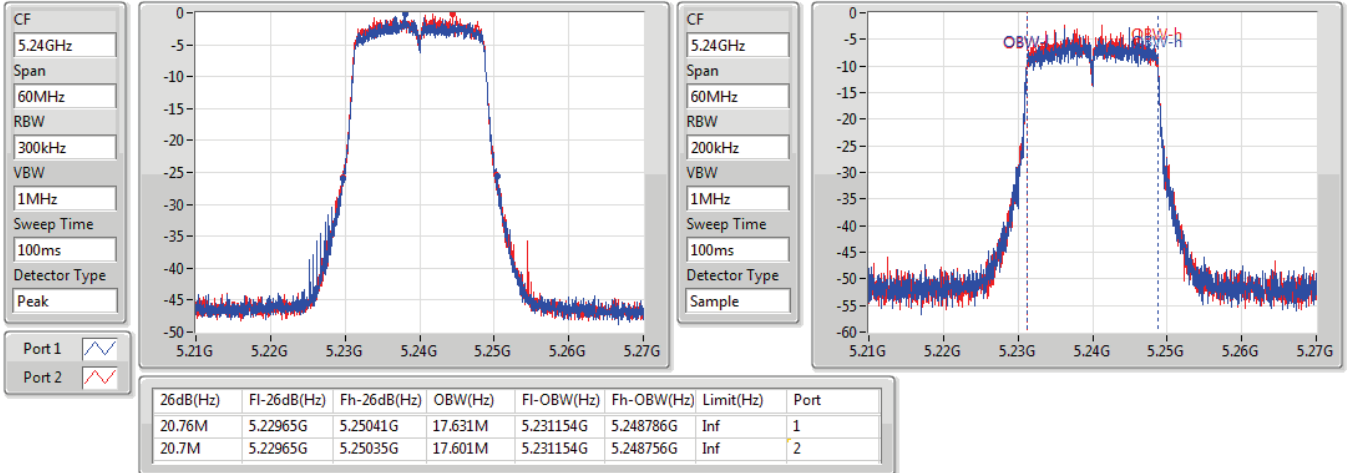 CF
5.24GHz
Span
60MHz
RBW
300kHz
VBW
1MHz
Sweep Time
100ms
Detector Type
Peak
Port 1
Port 2
0
-5
-10
-15
-20
-25
-30
-35
-40
-45
-50
5.21G 5.22G 5.23G 5.24G 5.25G 5.26G 5.27G
CF
5.24GHz
Span
60MHz
RBW
200kHz
VBW
1MHz
Sweep Time
100ms
Detector Type
Sample
0
-5
-10
-15
-20
-25
-30
-35
-40
-45
-50
-55
-60
OBW-h
OBW-h
5.21G 5.22G 5.23G 5.24G 5.25G 5.26G 5.27G
26dB(Hz) Fl-26dB(Hz) Fh-26dB(Hz) OBW(Hz) Fl-OBW(Hz) Fh-OBW(Hz) Limit(Hz) Port
20.76M 5.22965G 5.25041G 17.631M 5.231154G 5.248786G Inf 1
20.7M 5.22965G 5.25035G 17.601M 5.231154G 5.248756G Inf 2